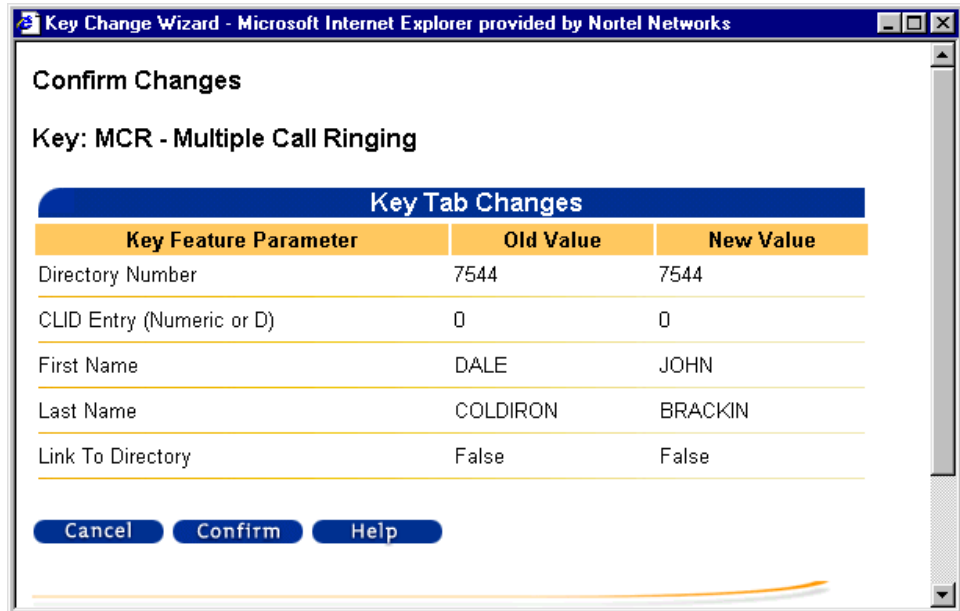 Key Change Wizard - Microsoft Internet Explorer provided by Nortel Networks
Confirm Changes
Key: MCR - Multiple Call Ringing
Key Tab Changes
Key Feature Parameter Old Value New Value
Directory Number 7544 7544
CLID Entry (Numeric or D) 0 0
First Name DALE JOHN
Last Name COLDIRON BRACKIN
Link To Directory False False
Cancel Confirm Help